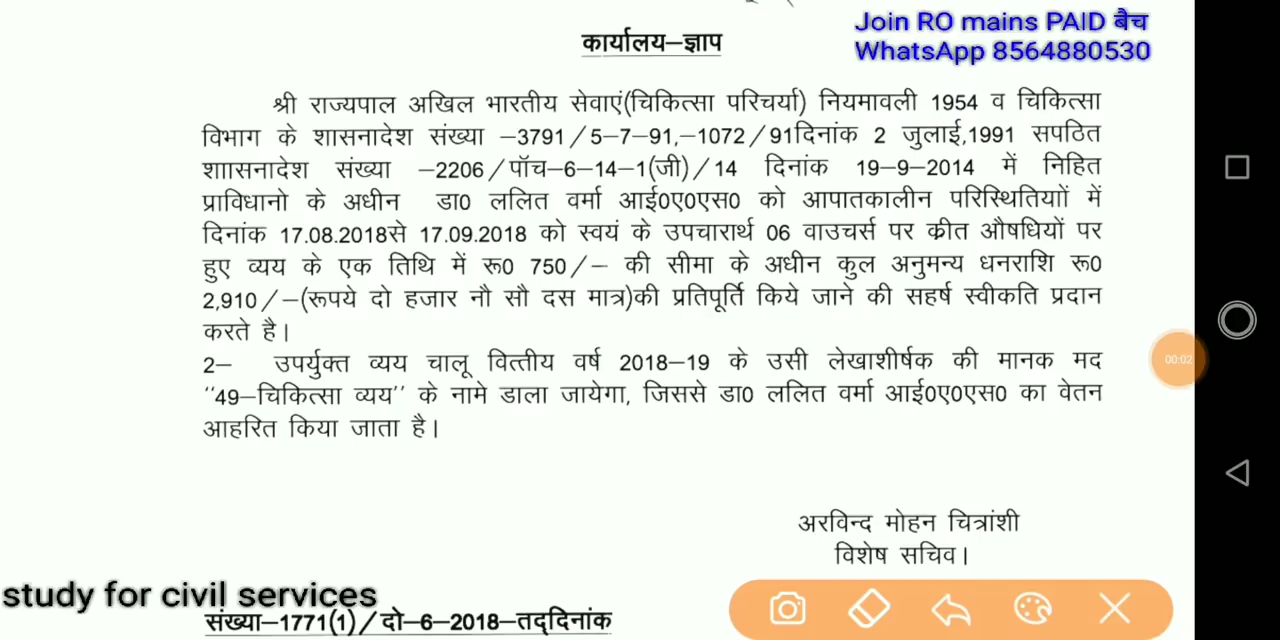 Join RO mains PAID बैच
WhatsApp 8564880530
कार्यालय–ज्ञाप
श्री राज्यपाल अखिल भारतीय सेवाएं(चिकित्सा परिचर्या) नियमावली 1954 व चिकित्सा
विभाग के शासनादेश संख्या –3791/5–7–91,–1072/91दिनांक 2 जुलाई,1991 सपठित
शाासनादेश संख्या –2206/पॉच–6–14–1(जी)/14 दिनांक 19–9–2014 में निहित
प्राविधानो के अधीन डा0 ललित वर्मा आई0ए0एस0 को आपातकालीन परिस्थितियाों में
दिनांक 17.08.2018से 17.09.2018 को स्वयं के उपचारार्थ 06 वाउचर्स पर क्रीत औषधियों पर
हुए व्यय के एक तिथि में रू0 750/– की सीमा के अधीन कुल अनुमन्य धनराशि रू0
2,910/–(रूपये दो हजार नौ सौ दस मात्र)की प्रतिपूर्ति किये जाने की सहर्ष स्वीकति प्रदान
करते है।
2– उपर्युक्त व्यय चालू वित्तीय वर्ष 2018–19 के उसी लेखाशीर्षक की मानक मद
"49–चिकित्सा व्यय" के नामे डाला जायेगा, जिससे डा0 ललित वर्मा आई0ए0एस0 का वेतन
आहरित किया जाता है।
अरविन्द मोहन चित्रांशी
विशेष सचिव।
study for civil services
संख्या–1771(1)/दो–6–2018–तद्दिनांक
00:02